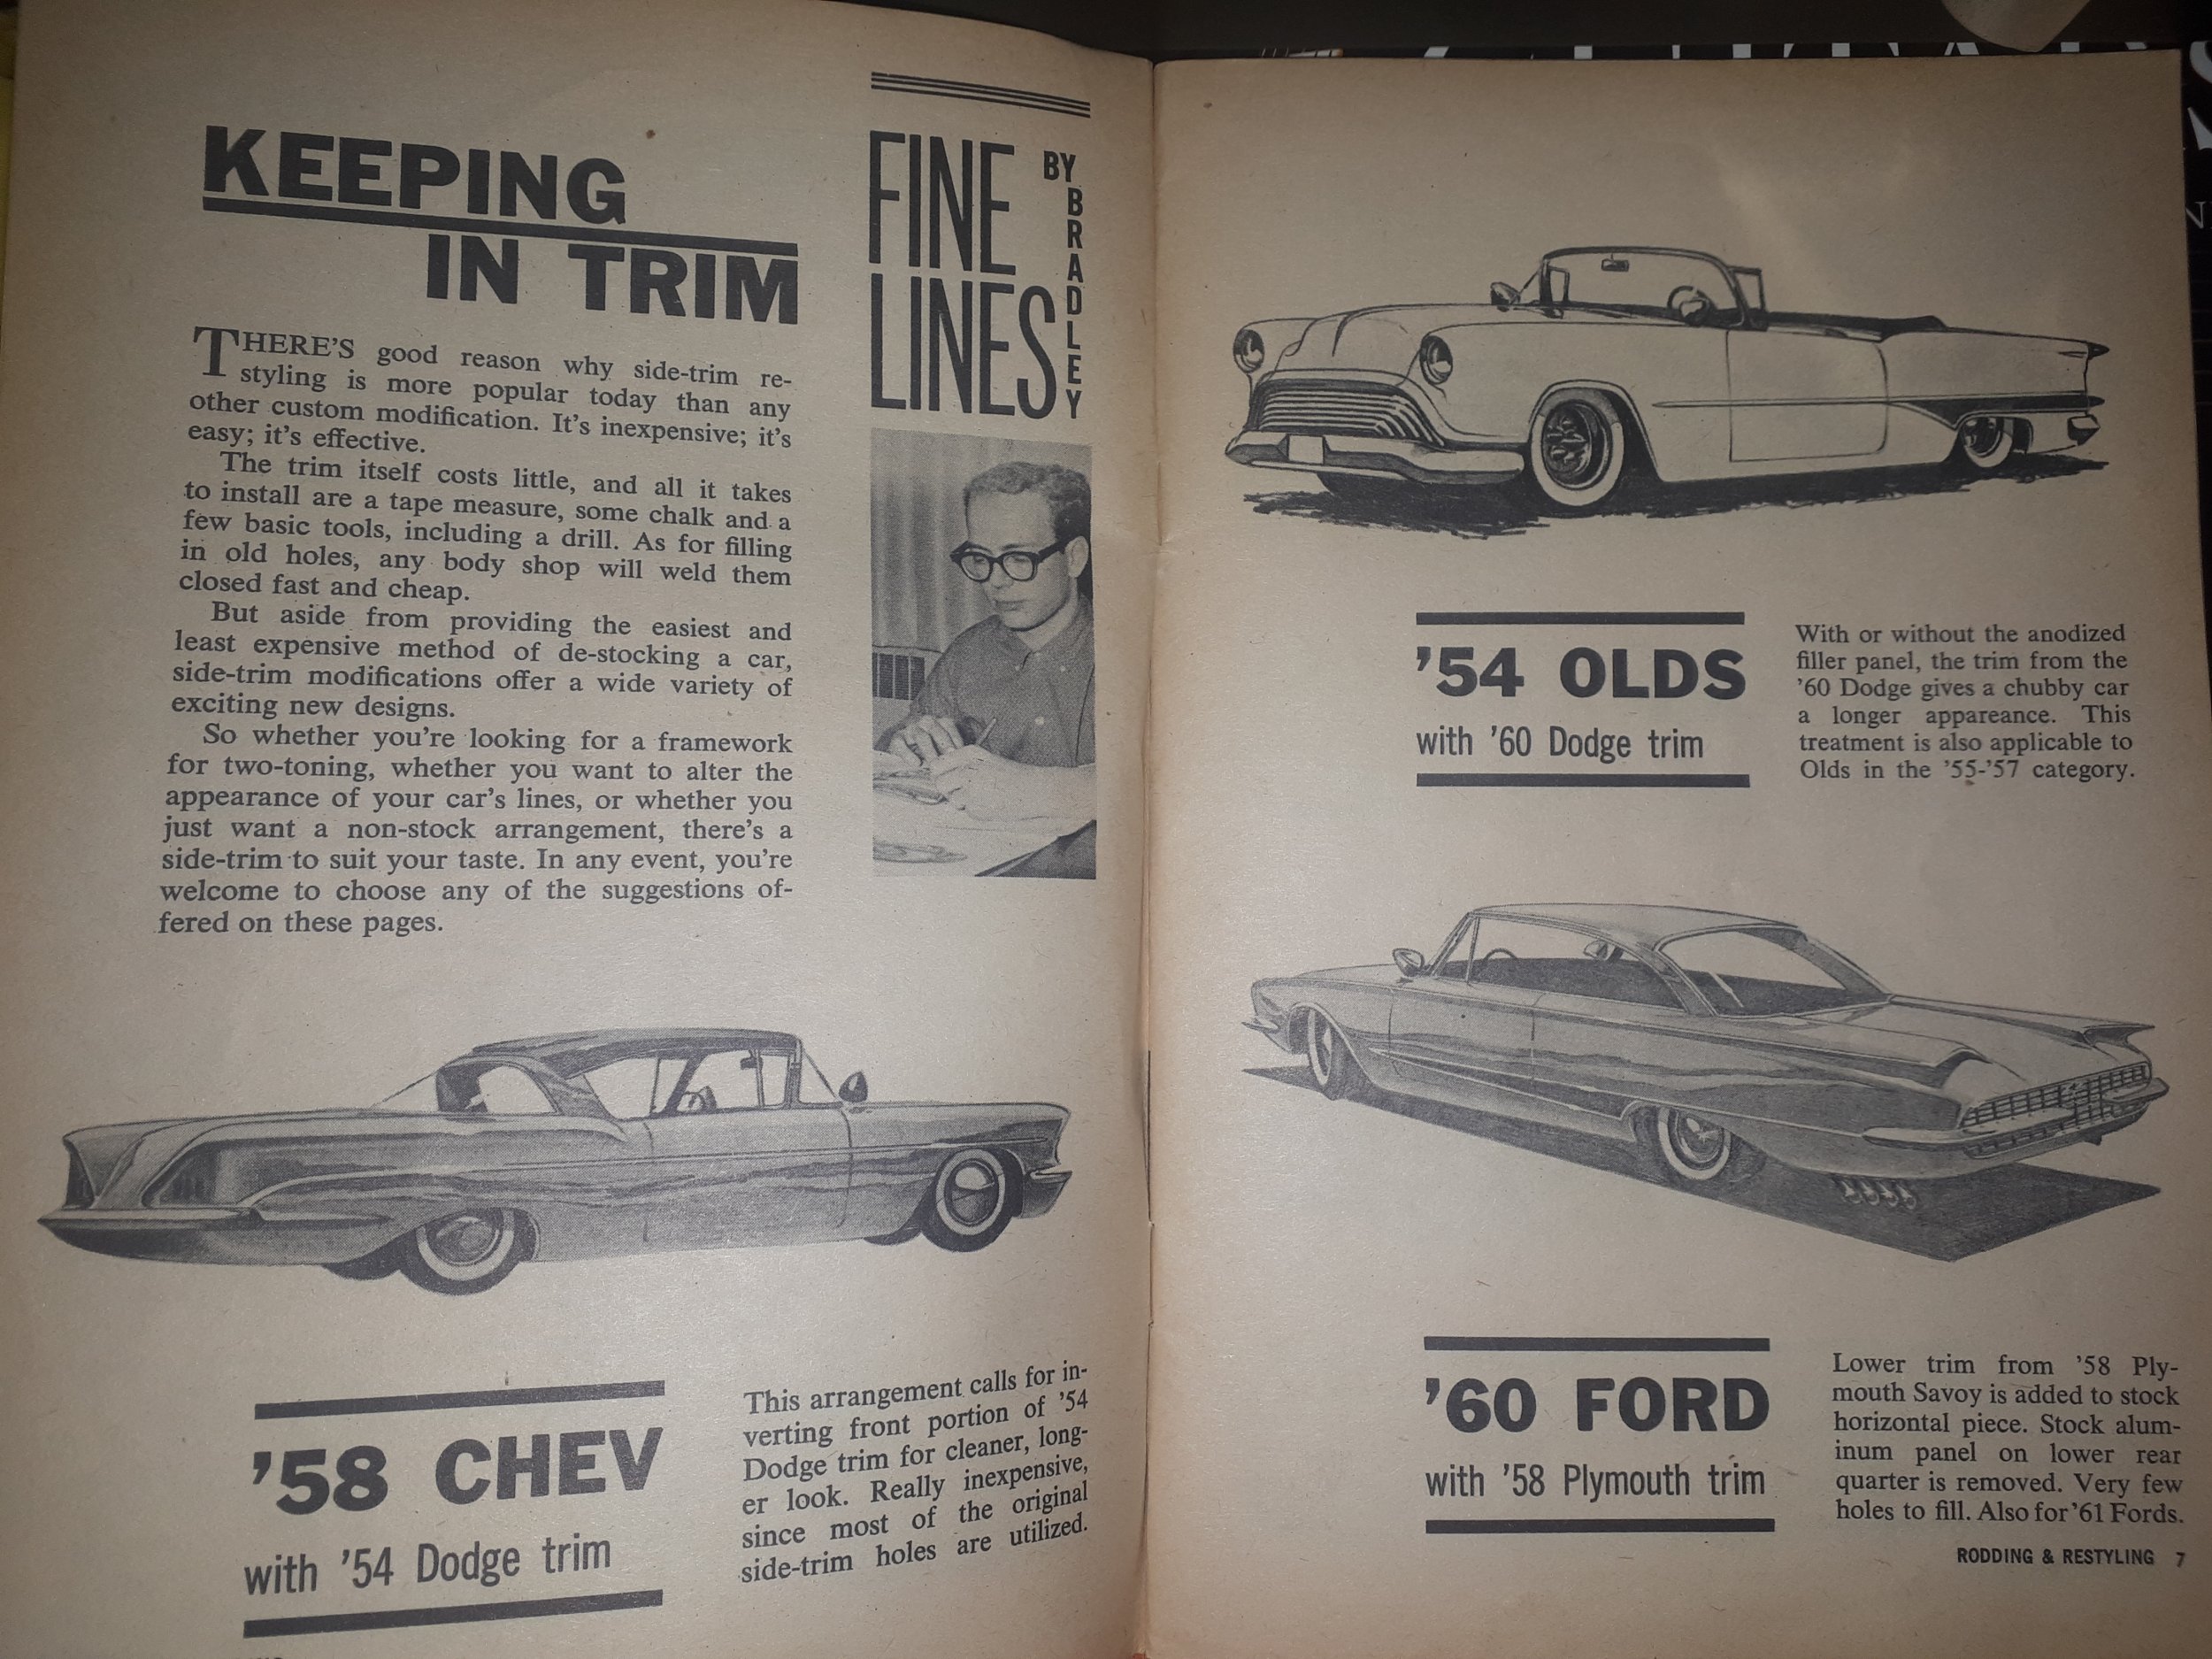 KEEPING
IN TRIM
THERE'S good reason why side-trim re-
styling is more popular today than any
other custom modification. It's inexpensive; it's
easy; it's effective.
The trim itself costs little, and all it takes
to install are a tape measure, some chalk and a
few basic tools, including a drill. As for filling
in old holes, any body shop will weld them
closed fast and cheap.
But aside from providing the easiest and
least expensive method of de-stocking a car,
side-trim modifications offer a wide variety of
exciting new designs.
So whether you're looking for a framework
for two-toning, whether you want to alter the
appearance of your car's lines, or whether you
just want a non-stock arrangement, there's a
side-trim to suit your taste. In any event, you're
welcome to choose any of the suggestions of-
fered on these pages.
FINE
LINES
BY
BRADLEY
'58 CHEV
with '54 Dodge trim
This arrangement calls for in-
verting front portion of '54
Dodge trim for cleaner, long-
er look. Really inexpensive,
since most of the original
side-trim holes are utilized.
'54 OLDS
with '60 Dodge trim
With or without the anodized
filler panel, the trim from the
'60 Dodge gives a chubby car
a longer appareance. This
treatment is also applicable to
Olds in the '55-'57 category.
'60 FORD
with '58 Plymouth trim
Lower trim from '58 Ply-
mouth Savoy is added to stock
horizontal piece. Stock alum-
inum panel on lower rear
quarter is removed. Very few
holes to fill. Also for '61 Fords.
RODDING & RESTYLING 7